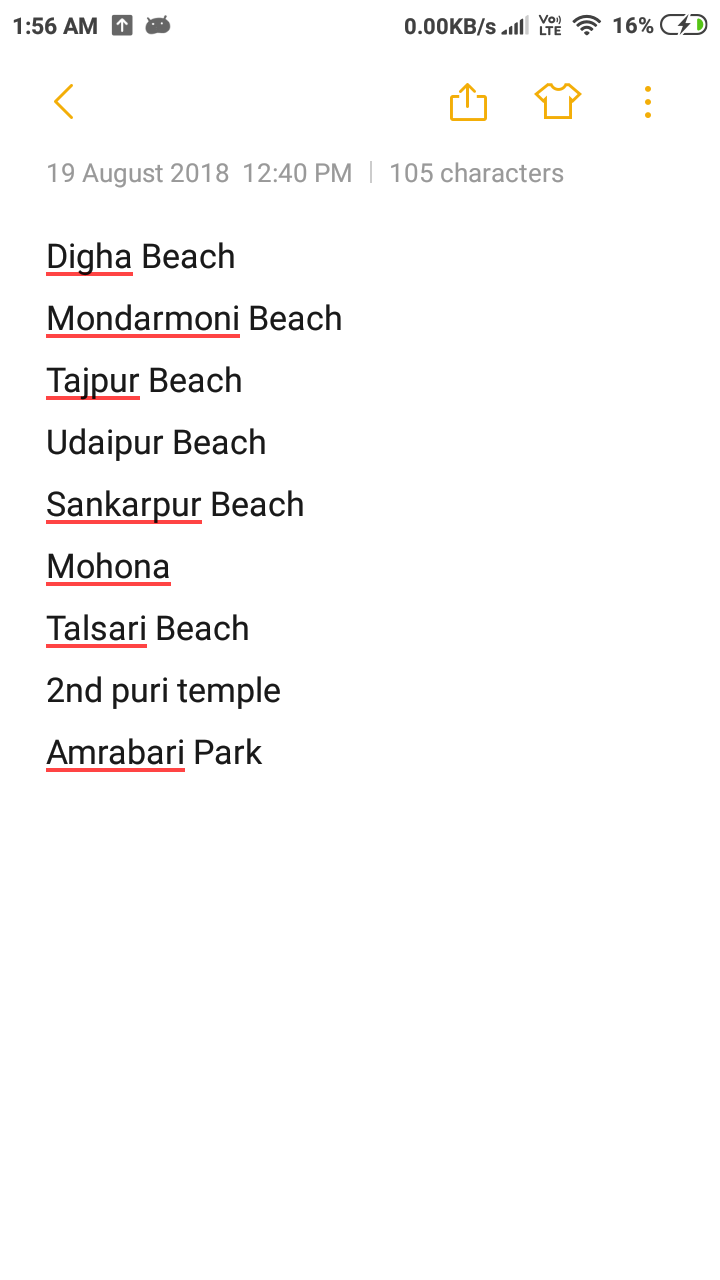 1:56 AM 0.00KB/s Vo) LTE 16%
19 August 2018 12:40 PM | 105 characters
Digha Beach
Mondarmoni Beach
Tajpur Beach
Udaipur Beach
Sankarpur Beach
Mohona
Talsari Beach
2nd puri temple
Amrabari Park